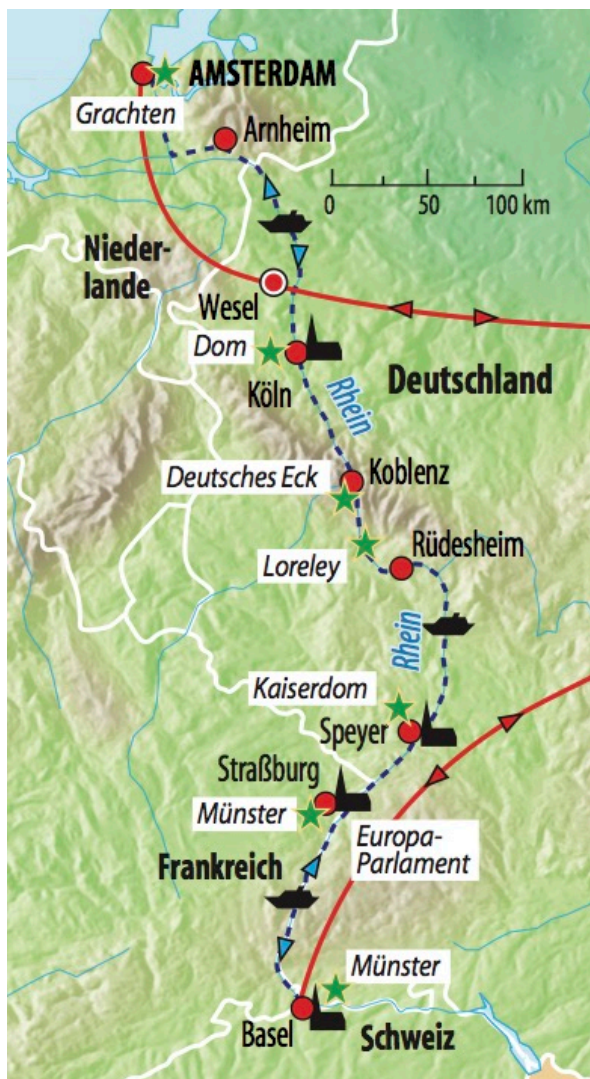 AMSTERDAM
Grachten
Arnheim
0 50 100 km
Nieder-
lande
Wesel
Dom
Köln
Deutschland
Rhein
Deutsches Eck
Koblenz
Loreley
Rüdesheim
Rhein
Kaiserdom
Speyer
Straßburg
Münster
Europa-
Parlament
Frankreich
Münster
Basel
Schweiz